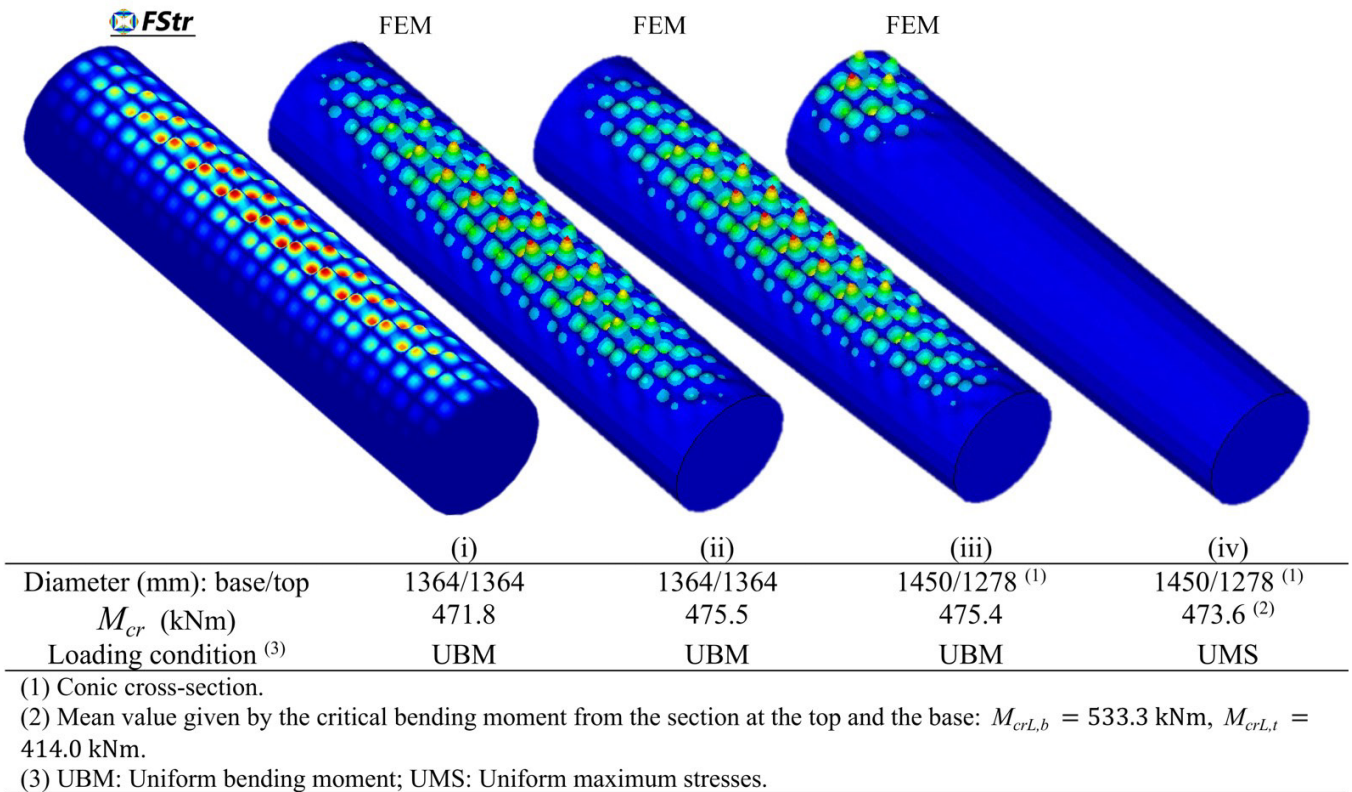 FStr FEM FEM FEM
(i) (ii) (iii) (iv)
Diameter (mm): base/top 1364/1364 1364/1364 1450/1278 (1) 1450/1278 (1)
M_cr (kNm) 471.8 475.5 475.4 473.6 (2)
Loading condition (3) UBM UBM UBM UMS
(1) Conic cross-section.
(2) Mean value given by the critical bending moment from the section at the top and the base: M_crL,b = 533.3 kNm, M_crL,t =
414.0 kNm.
(3) UBM: Uniform bending moment; UMS: Uniform maximum stresses.